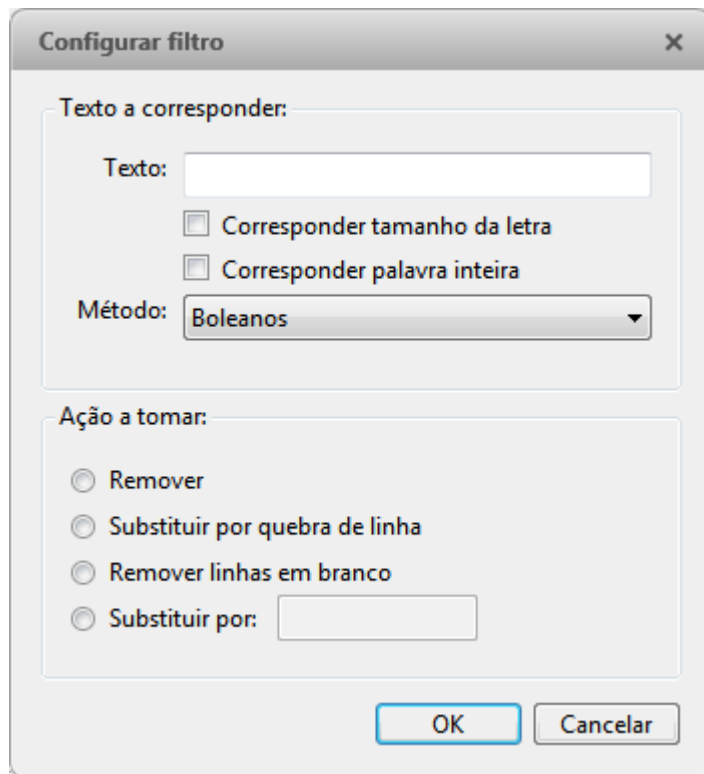 Configurar filtro
Texto a corresponder:
Texto:
Corresponder tamanho da letra
Corresponder palavra inteira
Método: Boleanos
Ação a tomar:
Remover
Substituir por quebra de linha
Remover linhas em branco
Substituir por:
OK Cancelar